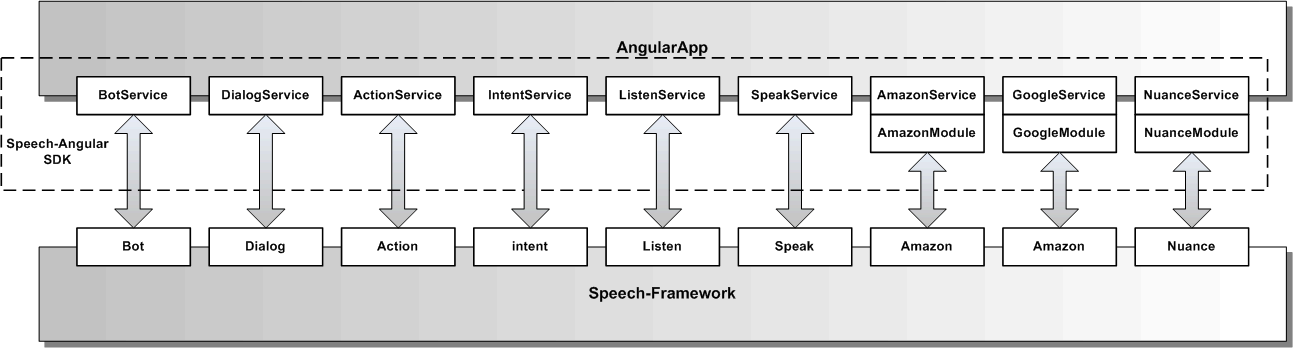 AngularApp
BotService
DialogService
ActionService
IntentService
ListenService
SpeakService
AmazonService
GoogleService
NuanceService
AmazonModule
GoogleModule
NuanceModule
Speech-Angular
SDK
Bot
Dialog
Action
intent
Listen
Speak
Amazon
Amazon
Nuance
Speech-Framework